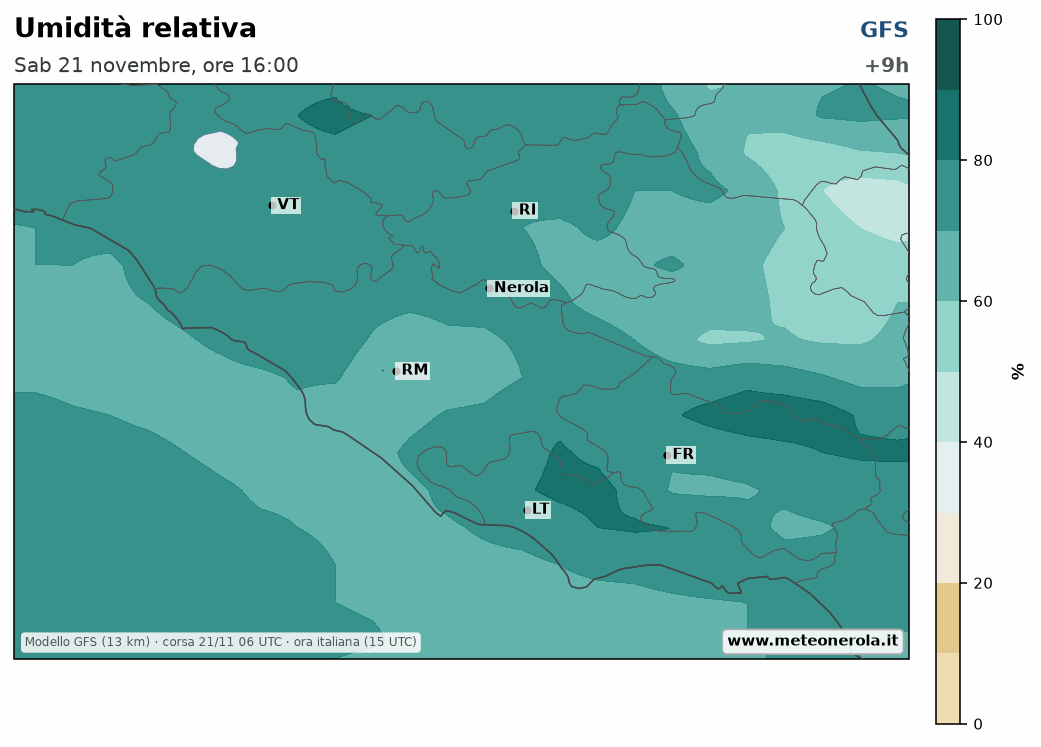 Umidità relativa
GFS
Sab 21 novembre, ore 16:00
+9h
100
80
60
40
20
0
%
VT
RI
Nerola
RM
FR
LT
Modello GFS (13 km) · corsa 21/11 06 UTC · ora italiana (15 UTC)
www.meteonerola.it